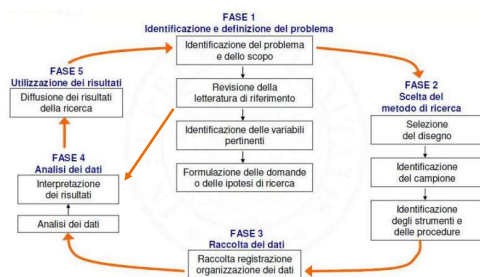 FASE 1
Identificazione e definizione del problema
Identificazione del problema
e dello scopo
Revisione della
letteratura di riferimento
Identificazione delle variabili
pertinenti
Formulazione delle domande
o delle ipotesi di ricerca
FASE 2
Scelta del
metodo di ricerca
Selezione
del disegno
Identificazione
del campione
Identificazione
degli strumenti e
delle procedure
FASE 3
Raccolta dei dati
Raccolta registrazione
organizzazione dei dati
FASE 4
Analisi dei dati
Interpretazione
dei risultati
Analisi dei dati
FASE 5
Utilizzazione dei risultati
Diffusione dei risultati
della ricerca